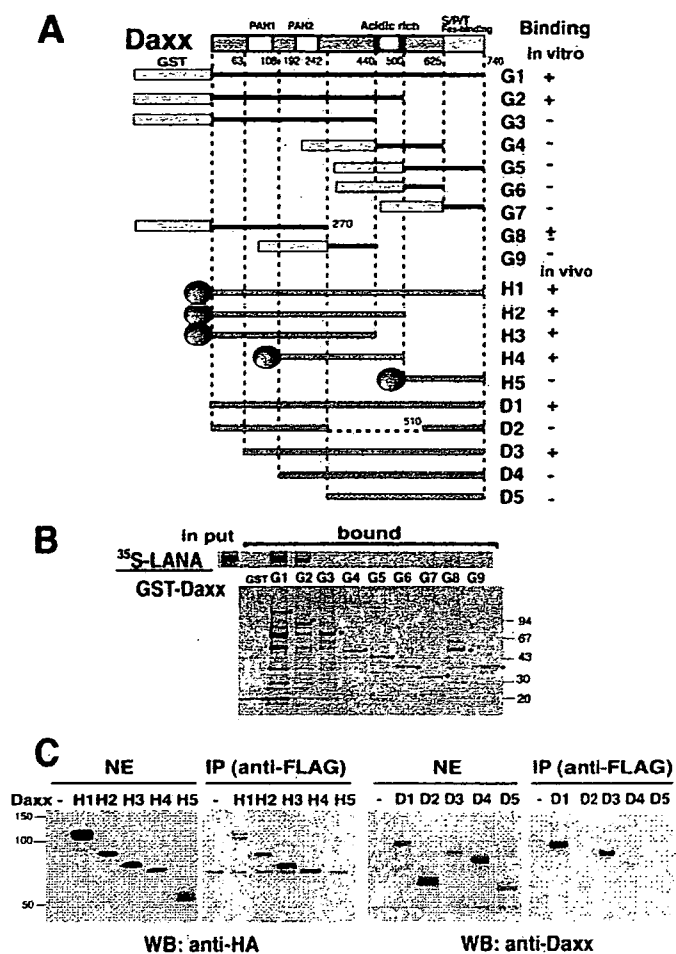 A
Daxx
PAH1 PAH2 Acidic rich S/P/T Fas-binding
Binding
in vitro
GST 63 108 192 242 440 500 625 740
G1 +
G2 +
G3 -
G4 -
G5 -
G6 -
G7 -
270 G8 ±
G9 -
in vivo
H1 +
H2 +
H3 +
H4 +
H5 -
D1 +
510 D2 -
D3 +
D4 -
D5 -
B
In put bound
35S-LANA
GST-Daxx
GST G1 G2 G3 G4 G5 G6 G7 G8 G9
94
67
43
30
20
C
NE IP (anti-FLAG) NE IP (anti-FLAG)
Daxx - H1 H2 H3 H4 H5 - H1 H2 H3 H4 H5 - D1 D2 D3 D4 D5 - D1 D2 D3 D4 D5
150
100
50
WB: anti-HA WB: anti-Daxx